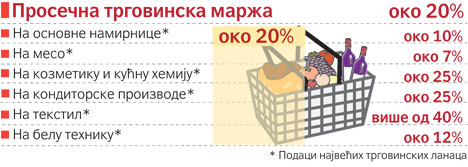 Просечна трговинска маржа око 20%
На основне намирнице* око 10%
На месо* око 7%
На козметику и кућну хемију* око 25%
На кондиторске производе* око 25%
На текстил* више од 40%
На белу технику* око 12%
око 20%
* Подаци највећих трговинских ланаца